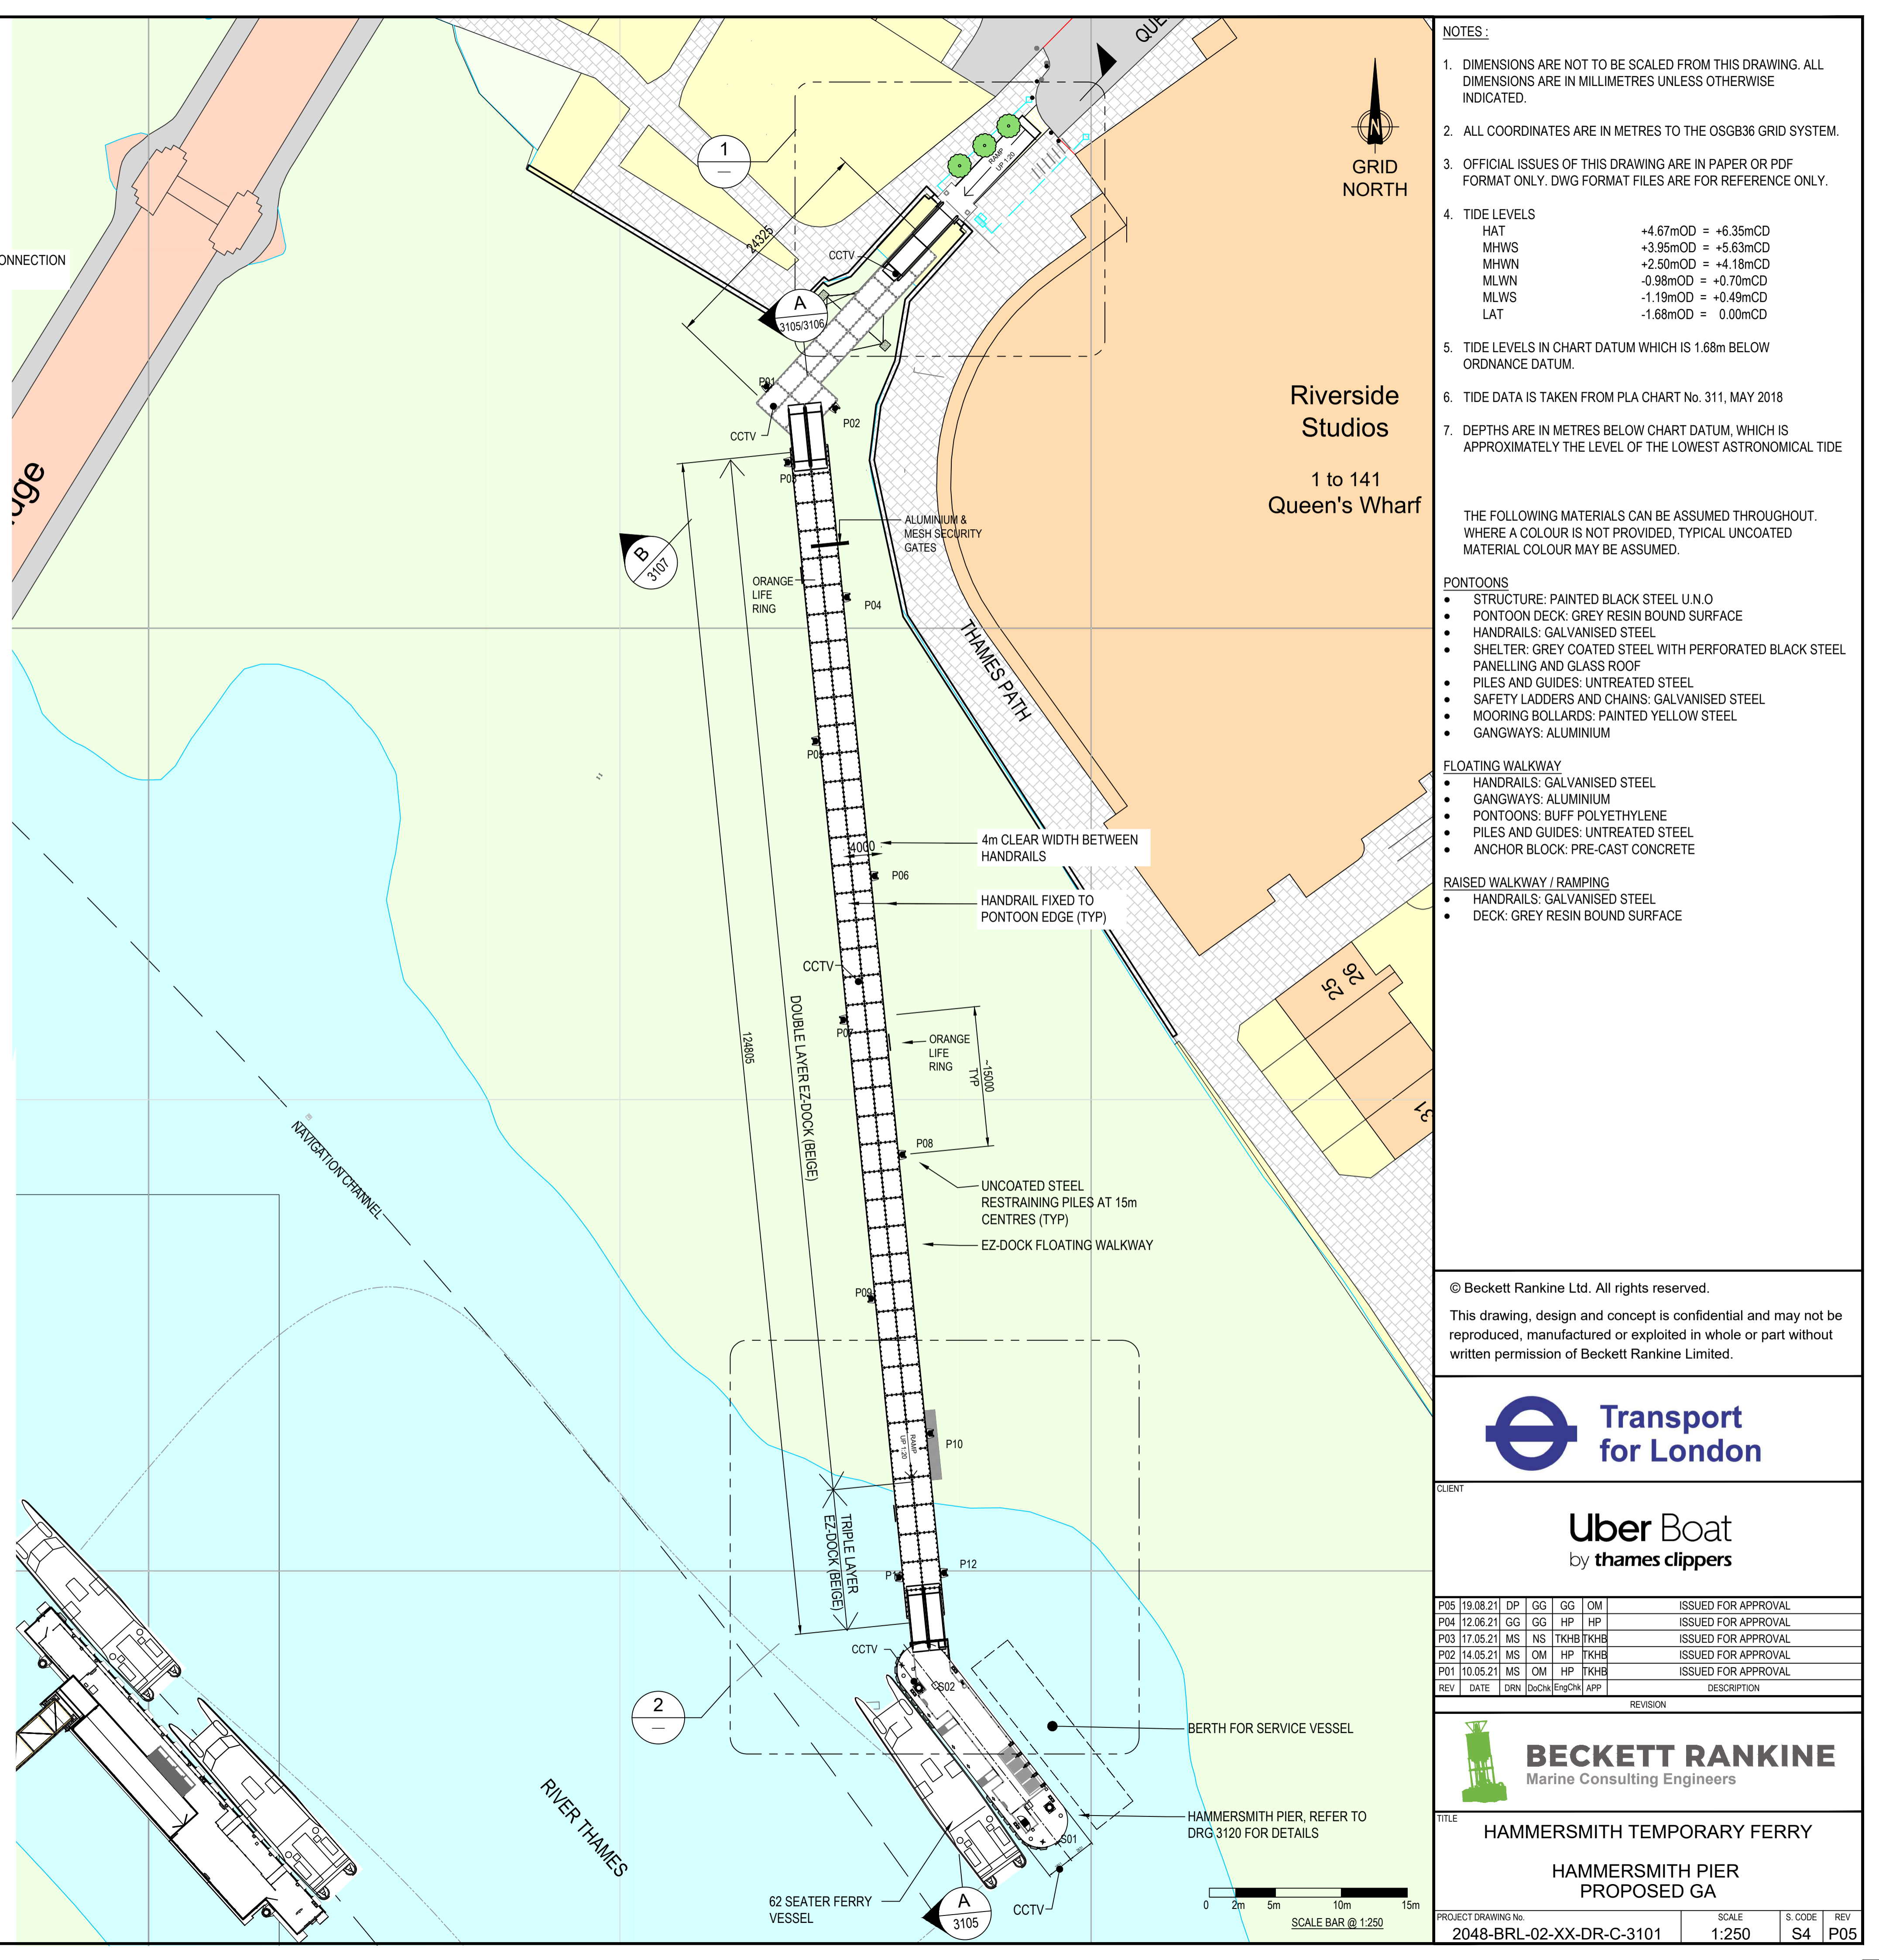 ONNECTION
dge
QUE
1
RAMP
UP 1:20
24325
CCTV
A
3105/3106
P01
P02
CCTV
P03
GRID
NORTH
Riverside
Studios
1 to 141
Queen's Wharf
ALUMINIUM &
MESH SECURITY
GATES
B
3107
ORANGE
LIFE
RING
P04
THAMES PATH
P05
4000
4m CLEAR WIDTH BETWEEN
HANDRAILS
P06
HANDRAIL FIXED TO
PONTOON EDGE (TYP)
CCTV
25
26
31
DOUBLE LAYER EZ-DOCK (BEIGE)
124805
P07
ORANGE
LIFE
RING
~15000
TYP
P08
NAVIGATION CHANNEL
UNCOATED STEEL
RESTRAINING PILES AT 15m
CENTRES (TYP)
EZ-DOCK FLOATING WALKWAY
P09
RAMP
UP 1:20
P10
TRIPLE LAYER
EZ-DOCK (BEIGE)
P12
CCTV
S02
2
BERTH FOR SERVICE VESSEL
RIVER THAMES
HAMMERSMITH PIER, REFER TO
DRG 3120 FOR DETAILS
S01
62 SEATER FERRY
VESSEL
A
3105
CCTV
0 2m 5m 10m 15m
SCALE BAR @ 1:250
NOTES :
1. DIMENSIONS ARE NOT TO BE SCALED FROM THIS DRAWING. ALL
DIMENSIONS ARE IN MILLIMETRES UNLESS OTHERWISE
INDICATED.
2. ALL COORDINATES ARE IN METRES TO THE OSGB36 GRID SYSTEM.
3. OFFICIAL ISSUES OF THIS DRAWING ARE IN PAPER OR PDF
FORMAT ONLY. DWG FORMAT FILES ARE FOR REFERENCE ONLY.
4. TIDE LEVELS
HAT +4.67mOD = +6.35mCD
MHWS +3.95mOD = +5.63mCD
MHWN +2.50mOD = +4.18mCD
MLWN -0.98mOD = +0.70mCD
MLWS -1.19mOD = +0.49mCD
LAT -1.68mOD = 0.00mCD
5. TIDE LEVELS IN CHART DATUM WHICH IS 1.68m BELOW
ORDNANCE DATUM.
6. TIDE DATA IS TAKEN FROM PLA CHART No. 311, MAY 2018
7. DEPTHS ARE IN METRES BELOW CHART DATUM, WHICH IS
APPROXIMATELY THE LEVEL OF THE LOWEST ASTRONOMICAL TIDE
THE FOLLOWING MATERIALS CAN BE ASSUMED THROUGHOUT.
WHERE A COLOUR IS NOT PROVIDED, TYPICAL UNCOATED
MATERIAL COLOUR MAY BE ASSUMED.
PONTOONS
● STRUCTURE: PAINTED BLACK STEEL U.N.O
● PONTOON DECK: GREY RESIN BOUND SURFACE
● HANDRAILS: GALVANISED STEEL
● SHELTER: GREY COATED STEEL WITH PERFORATED BLACK STEEL
PANELLING AND GLASS ROOF
● PILES AND GUIDES: UNTREATED STEEL
● SAFETY LADDERS AND CHAINS: GALVANISED STEEL
● MOORING BOLLARDS: PAINTED YELLOW STEEL
● GANGWAYS: ALUMINIUM
FLOATING WALKWAY
● HANDRAILS: GALVANISED STEEL
● GANGWAYS: ALUMINIUM
● PONTOONS: BUFF POLYETHYLENE
● PILES AND GUIDES: UNTREATED STEEL
● ANCHOR BLOCK: PRE-CAST CONCRETE
RAISED WALKWAY / RAMPING
● HANDRAILS: GALVANISED STEEL
● DECK: GREY RESIN BOUND SURFACE
© Beckett Rankine Ltd. All rights reserved.
This drawing, design and concept is confidential and may not be
reproduced, manufactured or exploited in whole or part without
written permission of Beckett Rankine Limited.
Transport
for London
CLIENT
Uber Boat
by thames clippers
P05 19.08.21 DP GG GG OM ISSUED FOR APPROVAL
P04 12.06.21 GG GG HP HP ISSUED FOR APPROVAL
P03 17.05.21 MS NS TKHB TKHB ISSUED FOR APPROVAL
P02 14.05.21 MS OM HP TKHB ISSUED FOR APPROVAL
P01 10.05.21 MS OM HP TKHB ISSUED FOR APPROVAL
REV DATE DRN DoChk EngChk APP DESCRIPTION
REVISION
BECKETT RANKINE
Marine Consulting Engineers
TITLE
HAMMERSMITH TEMPORARY FERRY
HAMMERSMITH PIER
PROPOSED GA
PROJECT DRAWING No. SCALE S. CODE REV
2048-BRL-02-XX-DR-C-3101 1:250 S4 P05